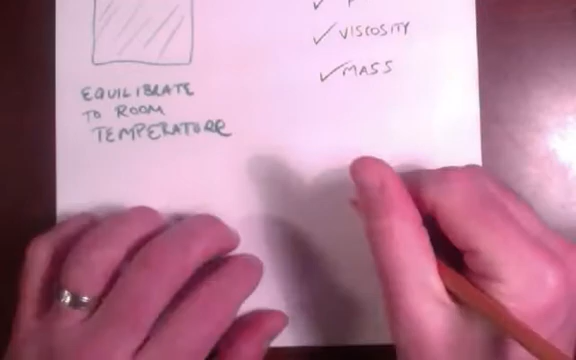 ✓ VISCOSITY
✓ MASS
EQUILIBRATE
TO ROOM
TEMPERATURE